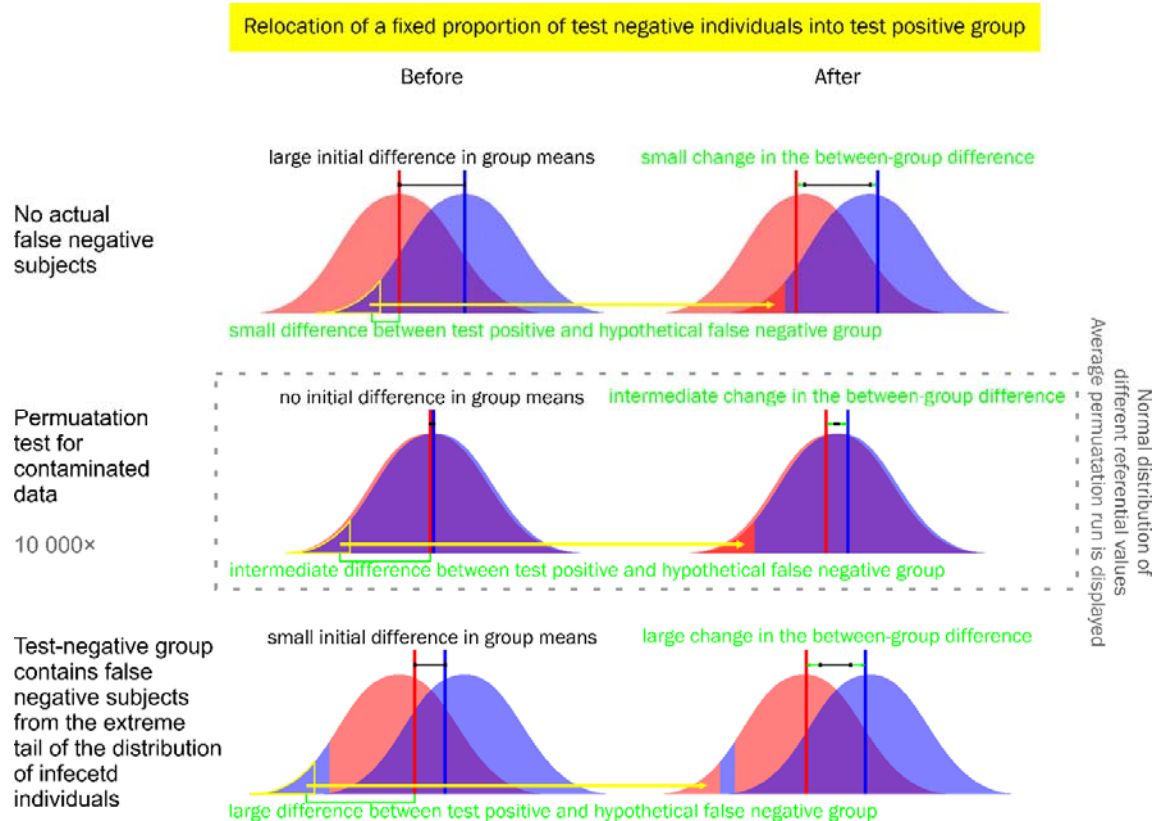 Relocation of a fixed proportion of test negative individuals into test positive group
Before
After
No actual
false negative
subjects
large initial difference in group means
small change in the between-group difference
small difference between test positive and hypothetical false negative group
Permuatation
test for
contaminated
data
10 000×
no initial difference in group means
intermediate change in the between-group difference
intermediate difference between test positive and hypothetical false negative group
Normal distribution of
different referential values
Average permuatation run is displayed
Test-negative group
contains false
negative subjects
from the extreme
tail of the distribution
of infecetd
individuals
small initial difference in group means
large change in the between-group difference
large difference between test positive and hypothetical false negative group